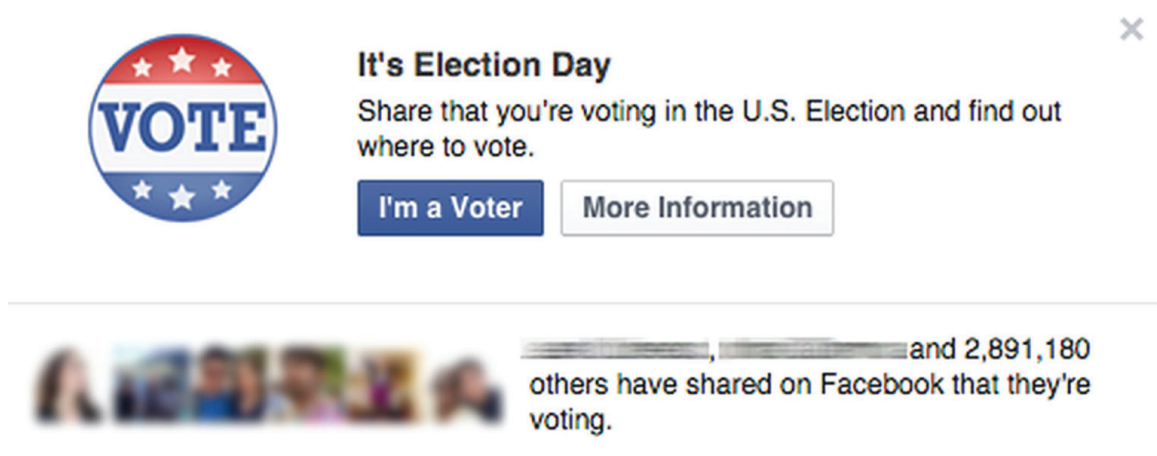 VOTE
It's Election Day
Share that you're voting in the U.S. Election and find out
where to vote.
I'm a Voter
More Information
, and 2,891,180
others have shared on Facebook that they're
voting.